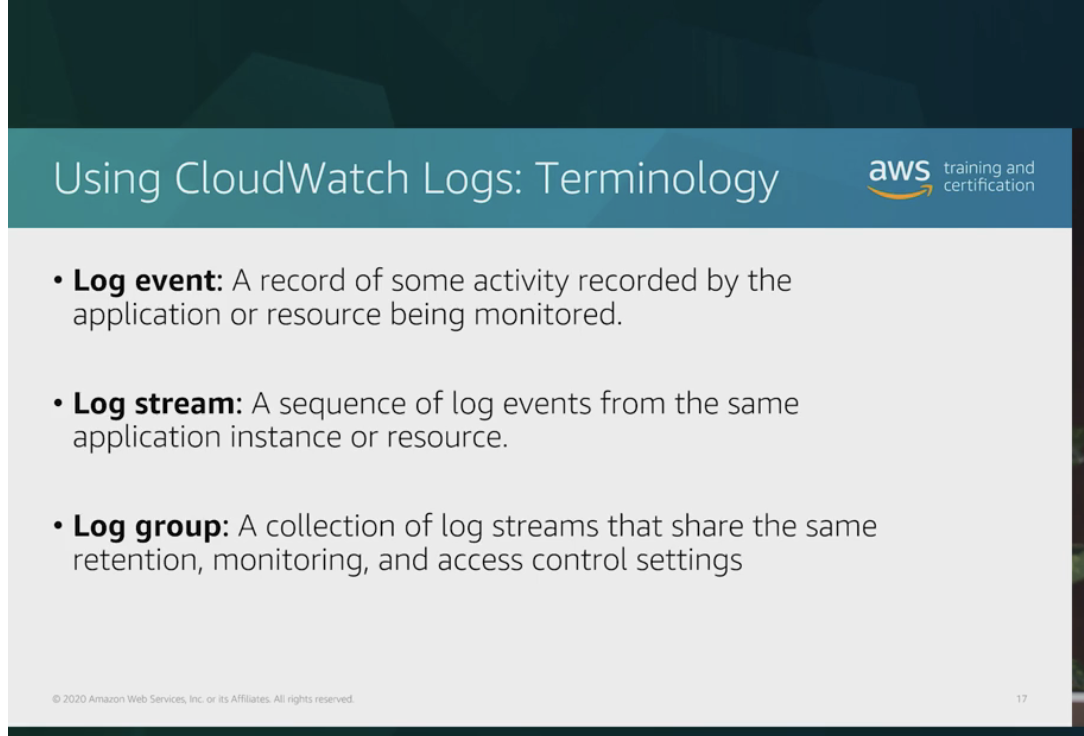 Using CloudWatch Logs: Terminology
aws training and
certification
• Log event: A record of some activity recorded by the
application or resource being monitored.
• Log stream: A sequence of log events from the same
application instance or resource.
• Log group: A collection of log streams that share the same
retention, monitoring, and access control settings
© 2020 Amazon Web Services, Inc. or its Affiliates. All rights reserved.
17